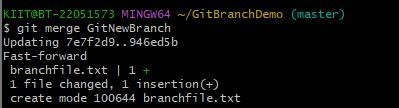 KIIT@BT-22051573 MINGW64 ~/GitBranchDemo (master)
$ git merge GitNewBranch
Updating 7e7f2d9..946ed5b
Fast-forward
 branchfile.txt | 1 +
 1 file changed, 1 insertion(+)
 create mode 100644 branchfile.txt